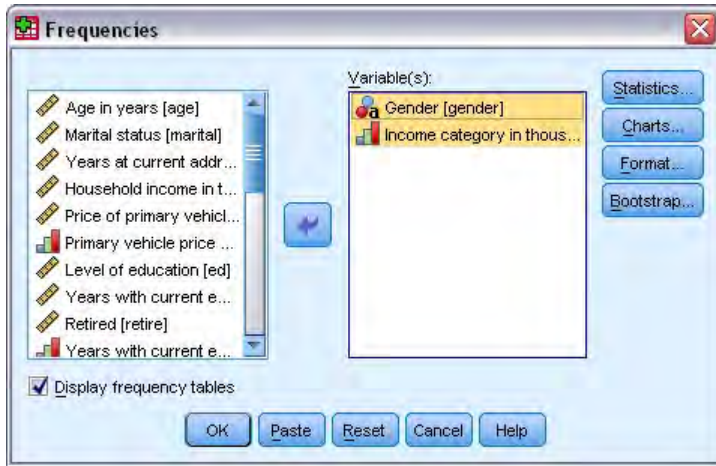 Frequencies
Variable(s):
Age in years [age]
Marital status [marital]
Years at current addr...
Household income in t...
Price of primary vehicl...
Primary vehicle price ...
Level of education [ed]
Years with current e...
Retired [retire]
Years with current e...
a Gender [gender]
Income category in thous...
Statistics...
Charts...
Format...
Bootstrap...
Display frequency tables
OK Paste Reset Cancel Help